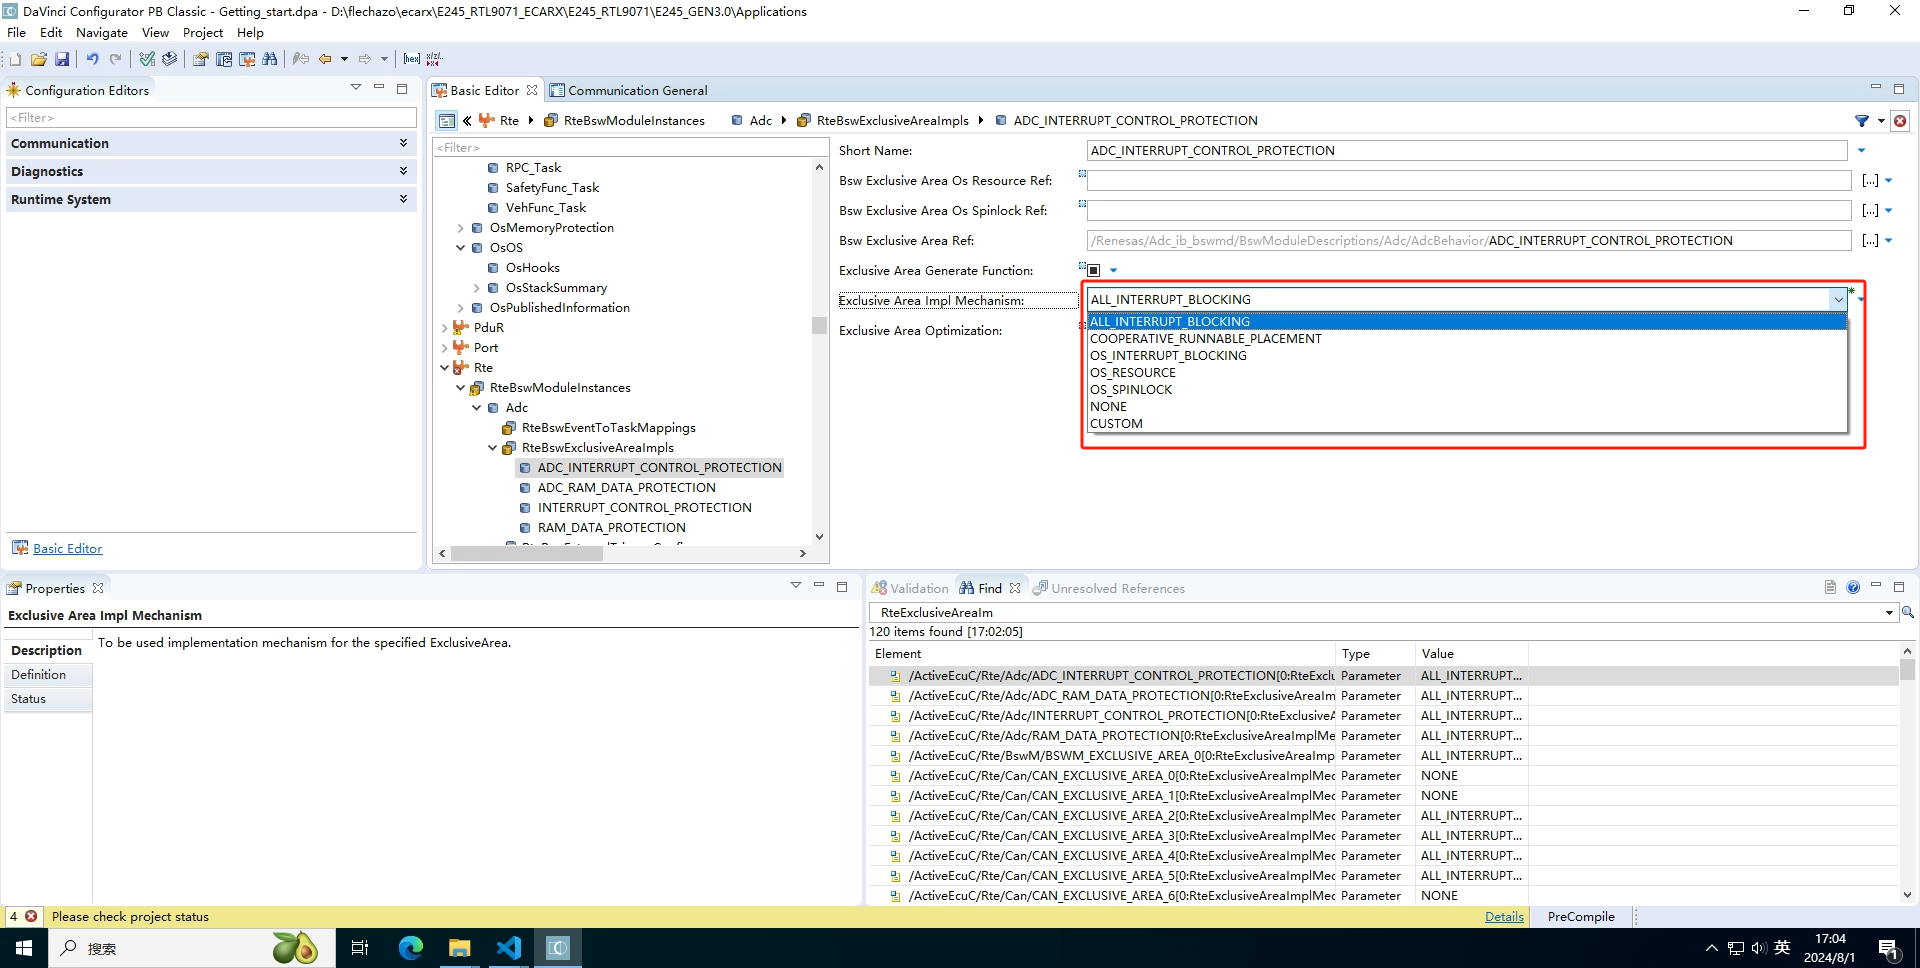 DaVinci Configurator PB Classic - Getting_start.dpa - D:\flechazo\ecarx\E245_RTL9071_ECARX\E245_RTL9071\E245_GEN3.0\Applications
File Edit Navigate View Project Help
Configuration Editors
<Filter>
Communication
Diagnostics
Runtime System
Basic Editor
Basic Editor
Communication General
Rte
RteBswModuleInstances
Adc
RteBswExclusiveAreaImpls
ADC_INTERRUPT_CONTROL_PROTECTION
<Filter>
RPC_Task
SafetyFunc_Task
VehFunc_Task
OsMemoryProtection
OsOS
OsHooks
OsStackSummary
OsPublishedInformation
PduR
Port
Rte
RteBswModuleInstances
Adc
RteBswEventToTaskMappings
RteBswExclusiveAreaImpls
ADC_INTERRUPT_CONTROL_PROTECTION
ADC_RAM_DATA_PROTECTION
INTERRUPT_CONTROL_PROTECTION
RAM_DATA_PROTECTION
Short Name: ADC_INTERRUPT_CONTROL_PROTECTION
Bsw Exclusive Area Os Resource Ref: [...]
Bsw Exclusive Area Os Spinlock Ref: [...]
Bsw Exclusive Area Ref: /Renesas/Adc_ib_bswmd/BswModuleDescriptions/Adc/AdcBehavior/ADC_INTERRUPT_CONTROL_PROTECTION [...]
Exclusive Area Generate Function:
Exclusive Area Impl Mechanism: ALL_INTERRUPT_BLOCKING
Exclusive Area Optimization:
ALL_INTERRUPT_BLOCKING
COOPERATIVE_RUNNABLE_PLACEMENT
OS_INTERRUPT_BLOCKING
OS_RESOURCE
OS_SPINLOCK
NONE
CUSTOM
Properties
Exclusive Area Impl Mechanism
Description
Definition
Status
To be used implementation mechanism for the specified ExclusiveArea.
Validation
Find
Unresolved References
RteExclusiveAreaIm
120 items found [17:02:05]
Element Type Value
/ActiveEcuC/Rte/Adc/ADC_INTERRUPT_CONTROL_PROTECTION[0:RteExclu Parameter ALL_INTERRUPT...
/ActiveEcuC/Rte/Adc/ADC_RAM_DATA_PROTECTION[0:RteExclusiveAreaIm Parameter ALL_INTERRUPT...
/ActiveEcuC/Rte/Adc/INTERRUPT_CONTROL_PROTECTION[0:RteExclusiveA Parameter ALL_INTERRUPT...
/ActiveEcuC/Rte/Adc/RAM_DATA_PROTECTION[0:RteExclusiveAreaImplMe Parameter ALL_INTERRUPT...
/ActiveEcuC/Rte/BswM/BSWM_EXCLUSIVE_AREA_0[0:RteExclusiveAreaImp Parameter ALL_INTERRUPT...
/ActiveEcuC/Rte/Can/CAN_EXCLUSIVE_AREA_0[0:RteExclusiveAreaImplMec Parameter NONE
/ActiveEcuC/Rte/Can/CAN_EXCLUSIVE_AREA_1[0:RteExclusiveAreaImplMec Parameter NONE
/ActiveEcuC/Rte/Can/CAN_EXCLUSIVE_AREA_2[0:RteExclusiveAreaImplMec Parameter ALL_INTERRUPT...
/ActiveEcuC/Rte/Can/CAN_EXCLUSIVE_AREA_3[0:RteExclusiveAreaImplMec Parameter ALL_INTERRUPT...
/ActiveEcuC/Rte/Can/CAN_EXCLUSIVE_AREA_4[0:RteExclusiveAreaImplMec Parameter ALL_INTERRUPT...
/ActiveEcuC/Rte/Can/CAN_EXCLUSIVE_AREA_5[0:RteExclusiveAreaImplMec Parameter ALL_INTERRUPT...
/ActiveEcuC/Rte/Can/CAN_EXCLUSIVE_AREA_6[0:RteExclusiveAreaImplMec Parameter NONE
4 Please check project status Details PreCompile
搜索
英
17:04
2024/8/1
1